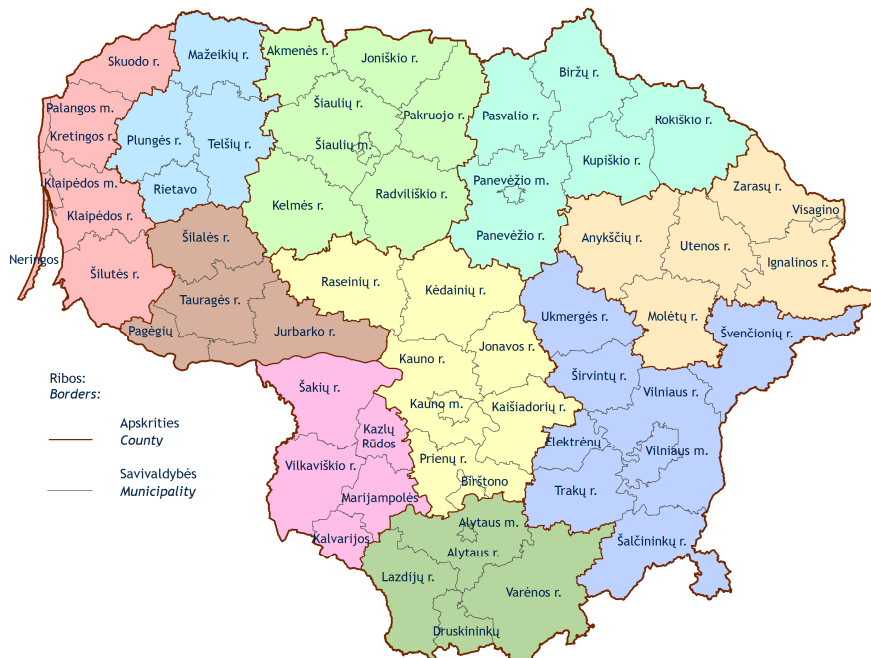 Skuodo r.
Mažeikių r.
Akmenės r.
Joniškio r.
Biržų r.
Palangos m.
Šiaulių r.
Pakruojo r.
Pasvalio r.
Rokiškio r.
Kretingos r.
Plungės r.
Telšių r.
Šiaulių m.
Kupiškio r.
Klaipėdos m.
Rietavo
Radviliškio r.
Panevėžio m.
Zarasų r.
Klaipėdos r.
Kelmės r.
Visagino
Šilalės r.
Panevėžio r.
Anykščių r.
Utenos r.
Neringos
Šilutės r.
Raseinių r.
Kėdainių r.
Ignalinos r.
Tauragės r.
Ukmergės r.
Molėtų r.
Pagėgių
Jurbarko r.
Švenčionių r.
Kauno r.
Jonavos r.
Ribos:
Borders:
Šakių r.
Širvintų r.
Vilniaus r.
Kauno m.
Kaišiadorių r.
Apskrities
County
Kazlų
Rūdos
Elektrėnų
Vilniaus m.
Vilkaviškio r.
Prienų r.
Savivaldybės
Municipality
Birštono
Trakų r.
Marijampolės
Alytaus m.
Kalvarijos
Alytaus r.
Šalčininkų r.
Lazdijų r.
Varėnos r.
Druskininkų